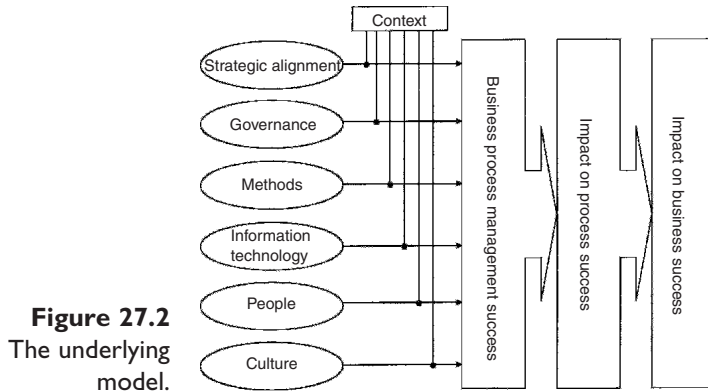 Context
Strategic alignment
Governance
Methods
Information
technology
People
Culture
Business process management success
Impact on process success
Impact on business success
Figure 27.2
The underlying
model.